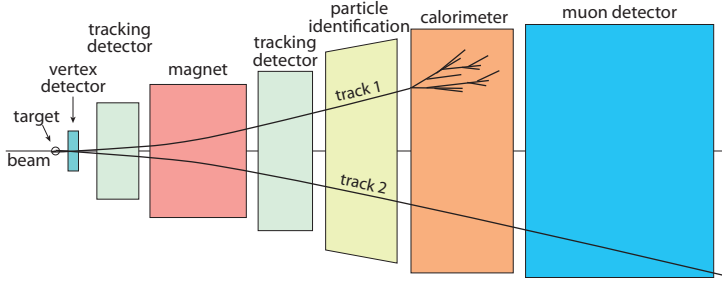 tracking
detector
vertex
detector
target
beam
magnet
tracking
detector
particle
identification
calorimeter
muon detector
track 1
track 2